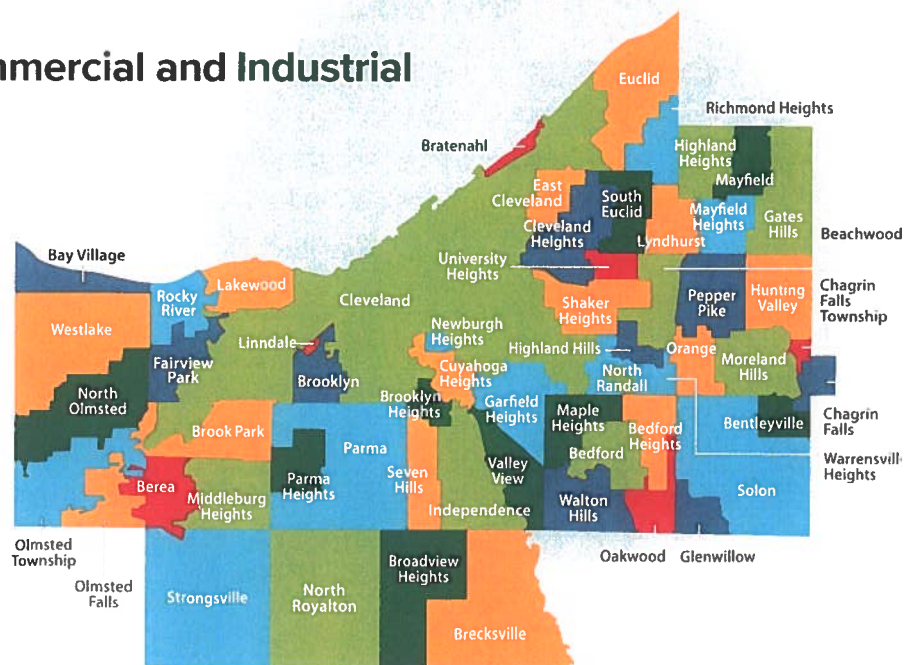 mmercial and Industrial
Euclid
Richmond Heights
Bratenahl
Highland
Heights
Mayfield
East
Cleveland
South
Euclid
Mayfield
Heights
Gates
Hills
Cleveland
Heights
Lyndhurst
Beachwood
Bay Village
University
Heights
Lakewood
Rocky
River
Cleveland
Shaker
Heights
Pepper
Pike
Hunting
Valley
Chagrin
Falls
Township
Westlake
Newburgh
Heights
Linndale
Highland Hills
Orange
Moreland
Hills
Fairview
Park
Brooklyn
Cuyahoga
Heights
North
Randall
North
Olmsted
Brooklyn
Heights
Garfield
Heights
Maple
Heights
Bentleyville
Chagrin
Falls
Brook Park
Parma
Bedford
Heights
Bedford
Warrensvill
Heights
Berea
Middleburg
Heights
Parma
Heights
Seven
Hills
Valley
View
Solon
Independence
Walton
Hills
Olmsted
Township
Oakwood
Glenwillow
Olmsted
Falls
Strongsville
North
Royalton
Broadview
Heights
Brecksville